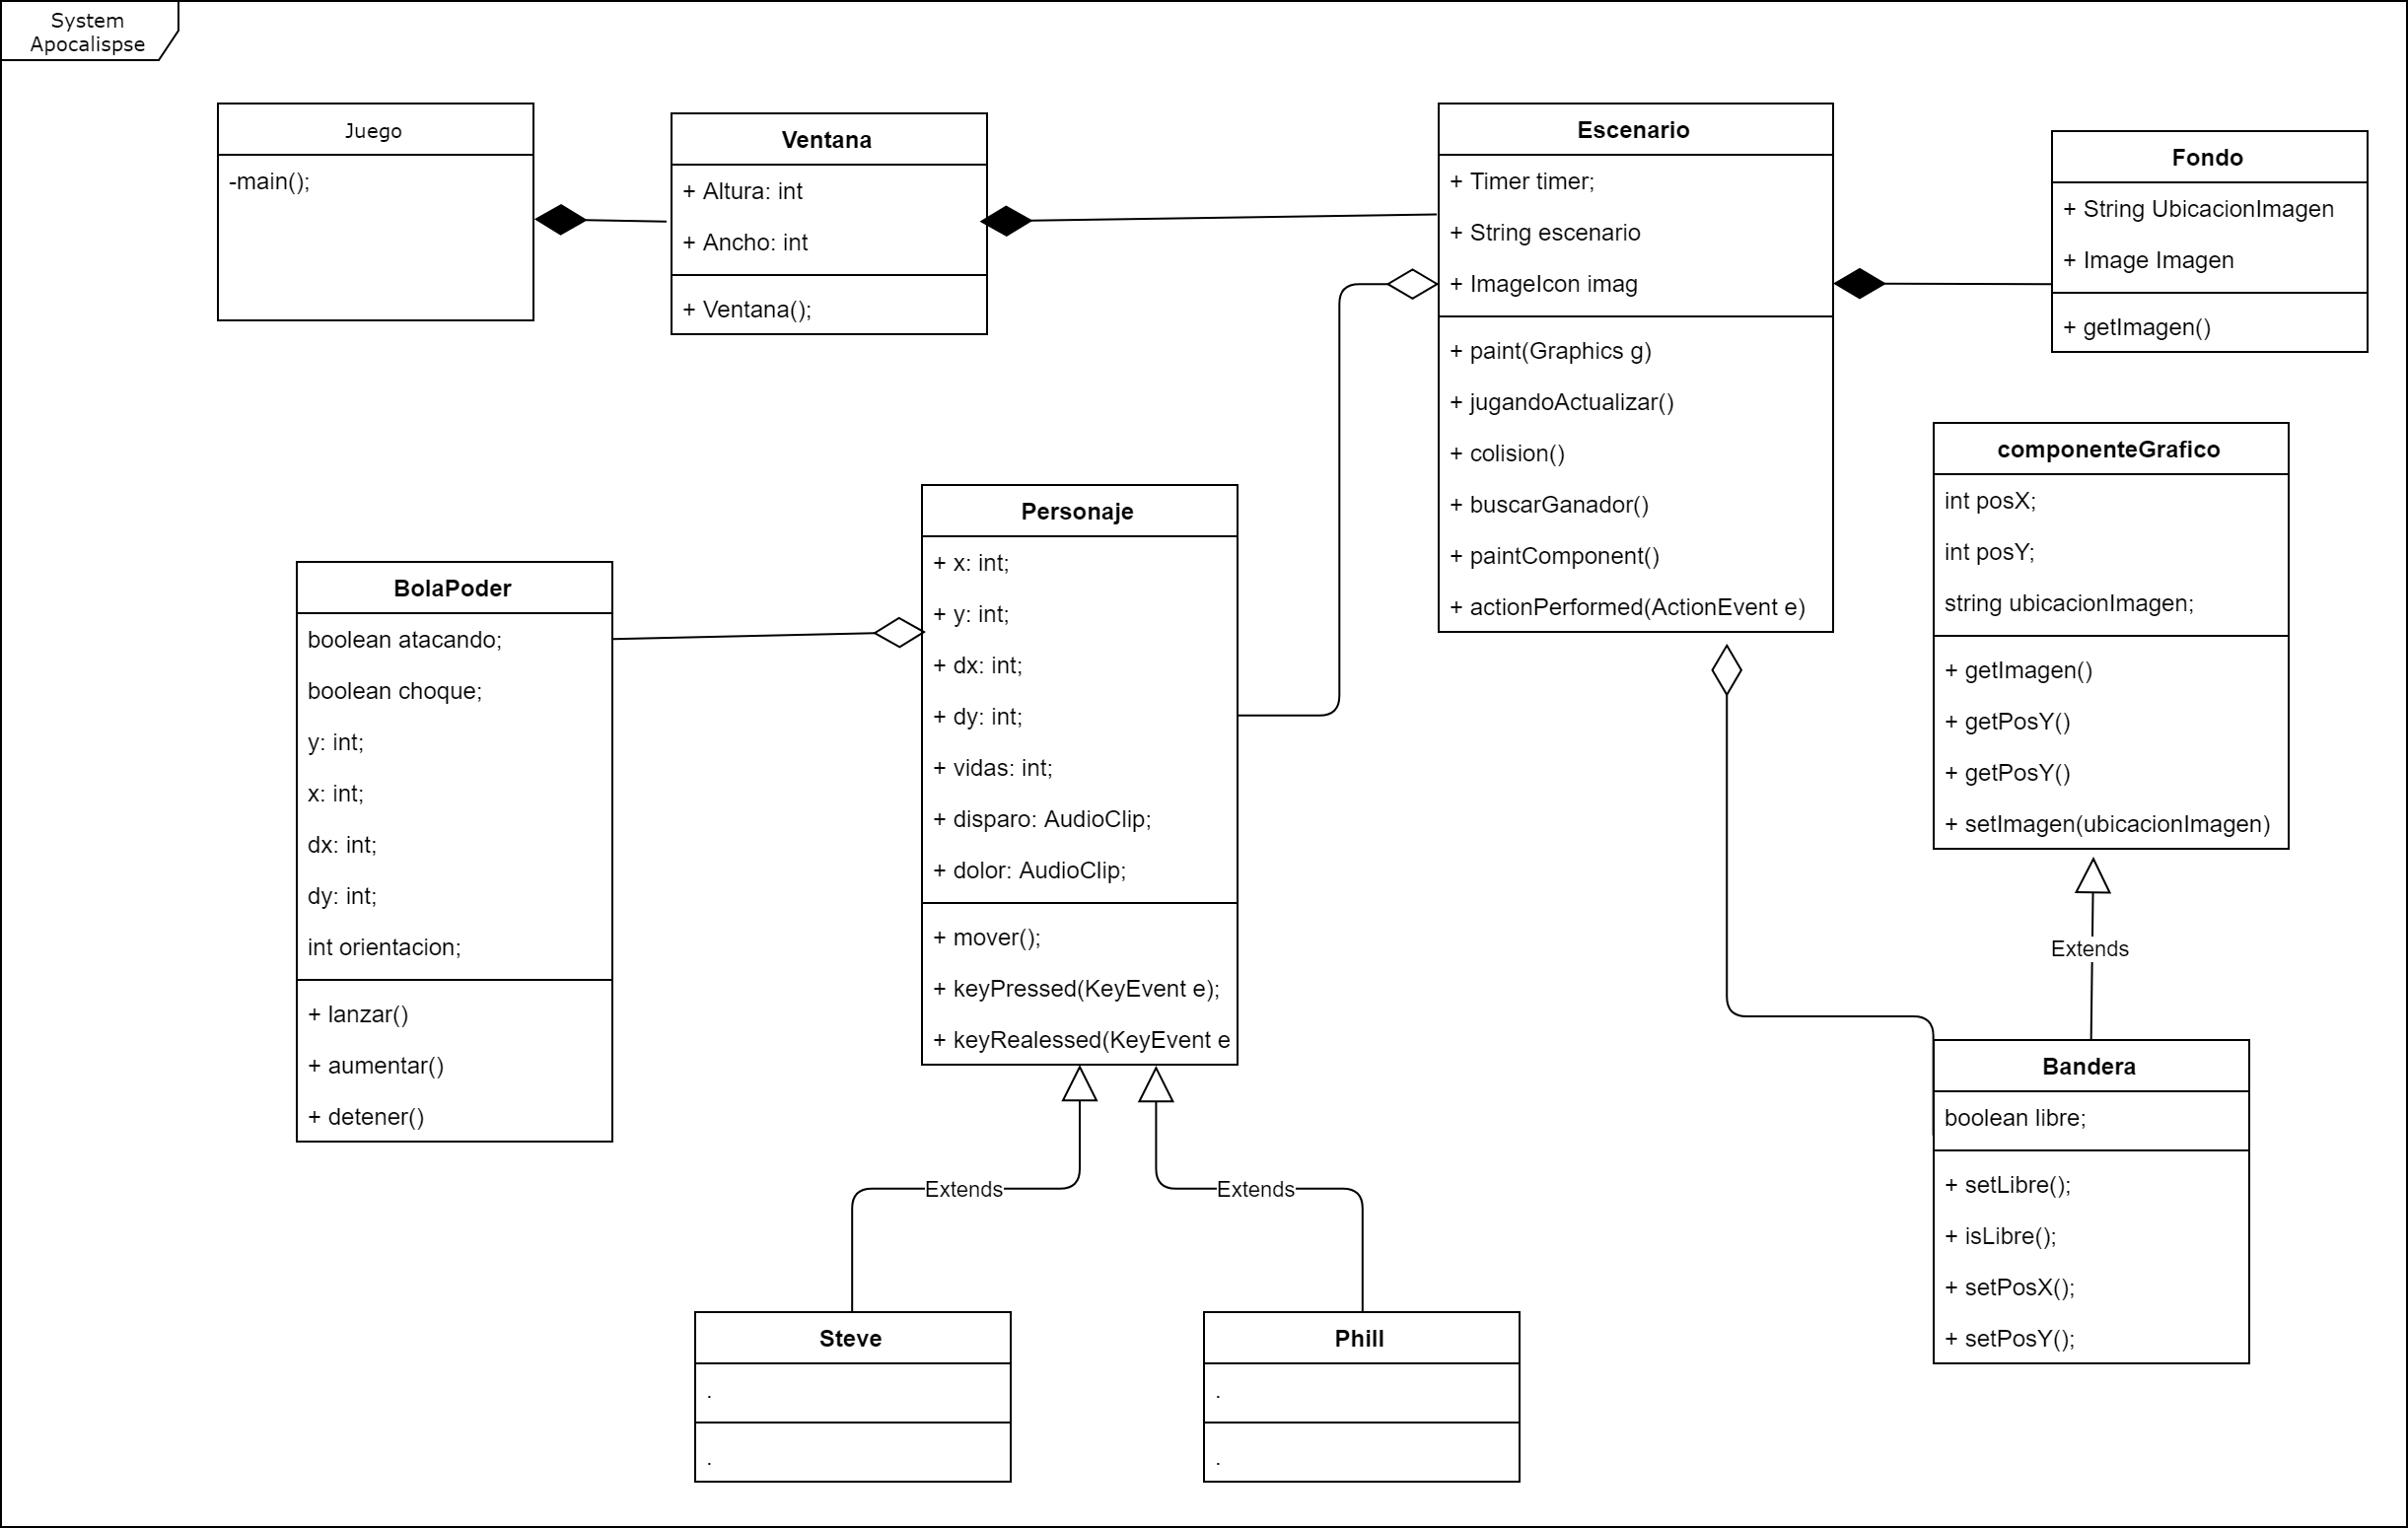 System
Apocalispse
Juego
-main();
Ventana
+ Altura: int
+ Ancho: int
+ Ventana();
Escenario
+ Timer timer;
+ String escenario
+ ImageIcon imag
+ paint(Graphics g)
+ jugandoActualizar()
+ colision()
+ buscarGanador()
+ paintComponent()
+ actionPerformed(ActionEvent e)
Fondo
+ String UbicacionImagen
+ Image Imagen
+ getImagen()
componenteGrafico
int posX;
int posY;
string ubicacionImagen;
+ getImagen()
+ getPosY()
+ getPosY()
+ setImagen(ubicacionImagen)
Personaje
+ x: int;
+ y: int;
+ dx: int;
+ dy: int;
+ vidas: int;
+ disparo: AudioClip;
+ dolor: AudioClip;
+ mover();
+ keyPressed(KeyEvent e);
+ keyRealessed(KeyEvent e
BolaPoder
boolean atacando;
boolean choque;
y: int;
x: int;
dx: int;
dy: int;
int orientacion;
+ lanzar()
+ aumentar()
+ detener()
Extends
Bandera
boolean libre;
+ setLibre();
+ isLibre();
+ setPosX();
+ setPosY();
Extends
Extends
Steve
.
.
Phill
.
.